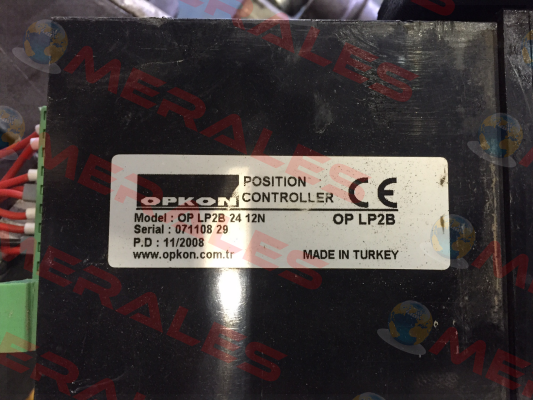 OPKON
POSITION
CONTROLLER
CE
Model : OP LP2B 24 12N
OP LP2B
Serial : 071108 29
P.D : 11/2008
www.opkon.com.tr
MADE IN TURKEY
MERALES
MERALES
MERALES
MERALES